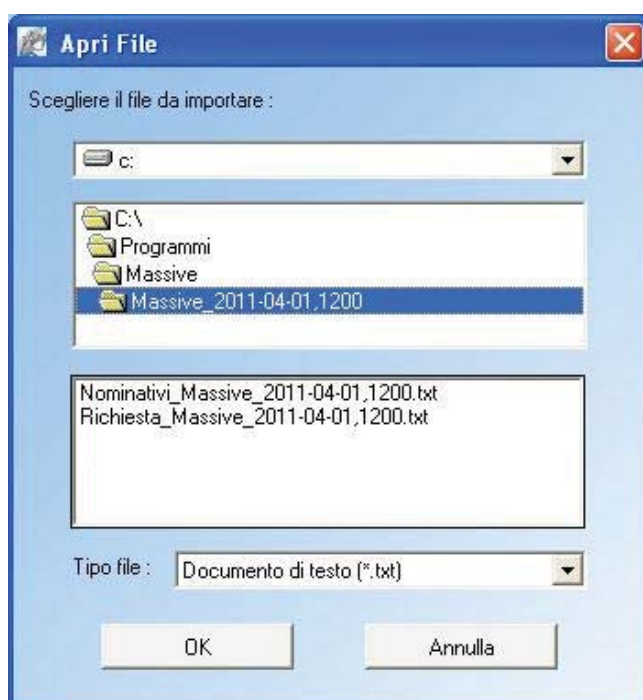 Apri File
Scegliere il file da importare :
c:
C:\
Programmi
Massive
Massive_2011-04-01,1200
Nominativi_Massive_2011-04-01,1200.txt
Richiesta_Massive_2011-04-01,1200.txt
Tipo file : Documento di testo (*.txt)
OK Annulla